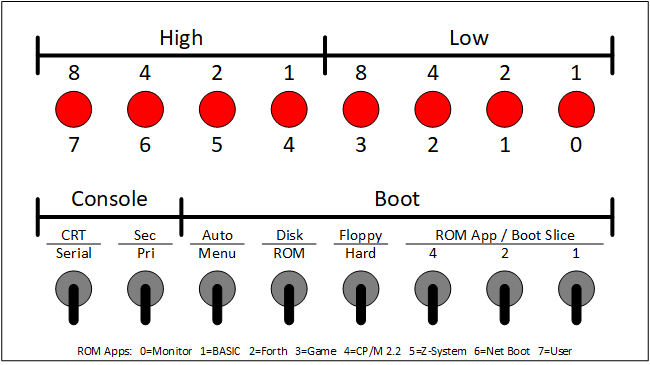 High Low
8 4 2 1 8 4 2 1
7 6 5 4 3 2 1 0
Console Boot
CRT Sec Auto Disk Floppy ROM App / Boot Slice
Serial Pri Menu ROM Hard 4 2 1
ROM Apps: 0=Monitor 1=BASIC 2=Forth 3=Game 4=CP/M 2.2 5=Z-System 6=Net Boot 7=User